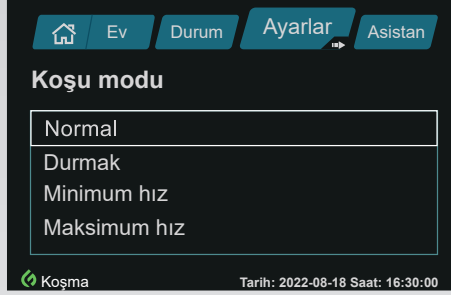 Ev Durum Ayarlar Asistan
Koşu modu
Normal
Durmak
Minimum hız
Maksimum hız
Koşma Tarih: 2022-08-18 Saat: 16:30:00